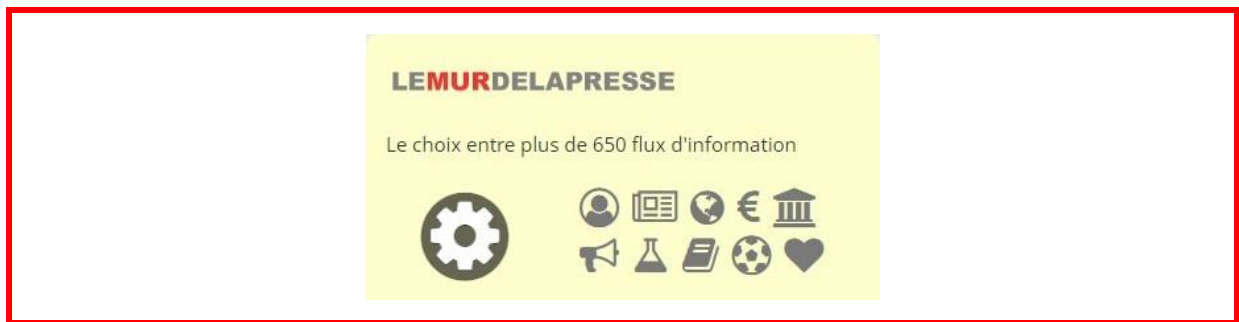 LEMURDELAPRESSE
Le choix entre plus de 650 flux d'information
€